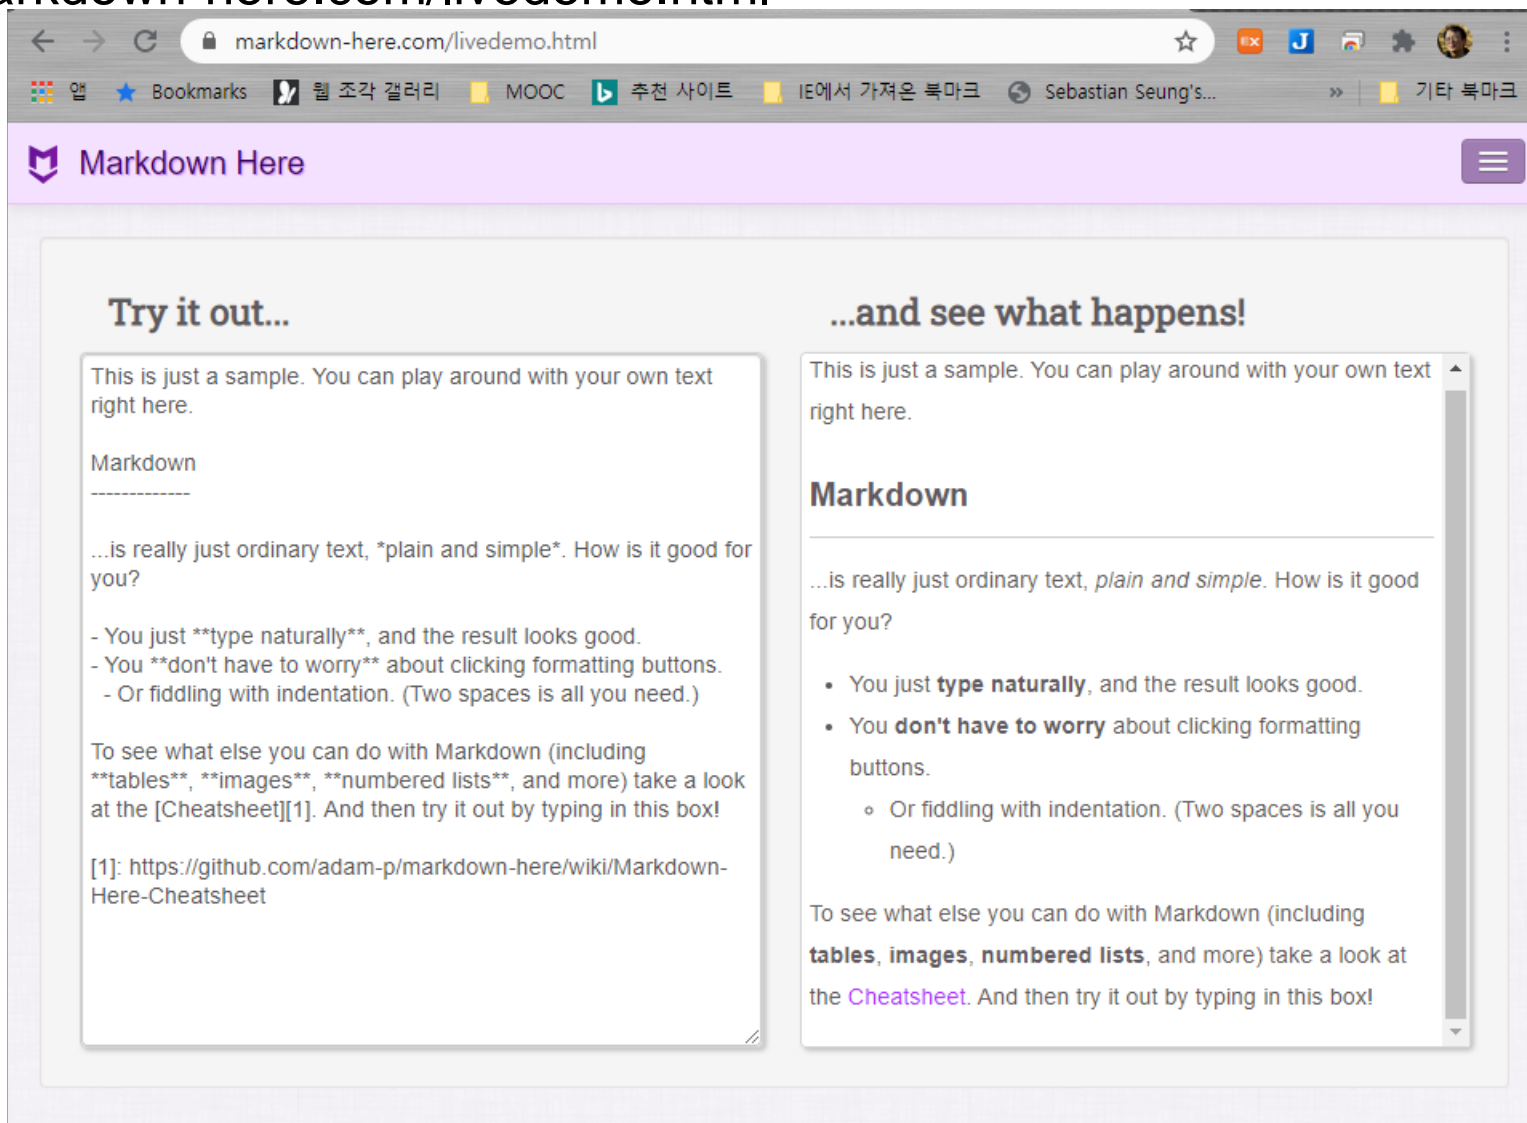 markdown-here.com/livedemo.html
markdown-here.com/livedemo.html
앱 Bookmarks 웹 조각 갤러리 MOOC 추천 사이트 IE에서 가져온 북마크 Sebastian Seung's... » 기타 북마크
Markdown Here
Try it out...
This is just a sample. You can play around with your own text
right here.
Markdown
-------------
...is really just ordinary text, *plain and simple*. How is it good for
you?
- You just **type naturally**, and the result looks good.
- You **don't have to worry** about clicking formatting buttons.
- Or fiddling with indentation. (Two spaces is all you need.)
To see what else you can do with Markdown (including
**tables**, **images**, **numbered lists**, and more) take a look
at the [Cheatsheet][1]. And then try it out by typing in this box!
[1]: https://github.com/adam-p/markdown-here/wiki/Markdown-
Here-Cheatsheet
...and see what happens!
This is just a sample. You can play around with your own text
right here.
Markdown
...is really just ordinary text, plain and simple. How is it good
for you?
• You just type naturally, and the result looks good.
• You don't have to worry about clicking formatting
buttons.
◦ Or fiddling with indentation. (Two spaces is all you
need.)
To see what else you can do with Markdown (including
tables, images, numbered lists, and more) take a look at
the Cheatsheet. And then try it out by typing in this box!